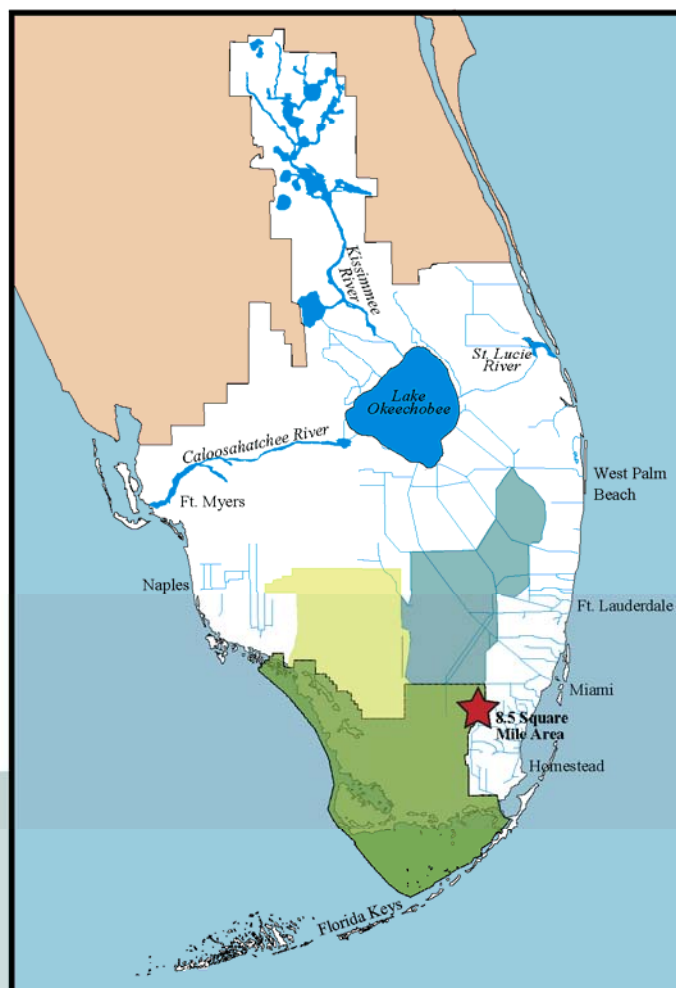 Kissimmee
River
St. Lucie
River
Lake
Okeechobee
Caloosahatchee River
West Palm
Beach
Ft. Myers
Naples
Ft. Lauderdale
Miami
8.5 Square
Mile Area
Homestead
Florida Keys